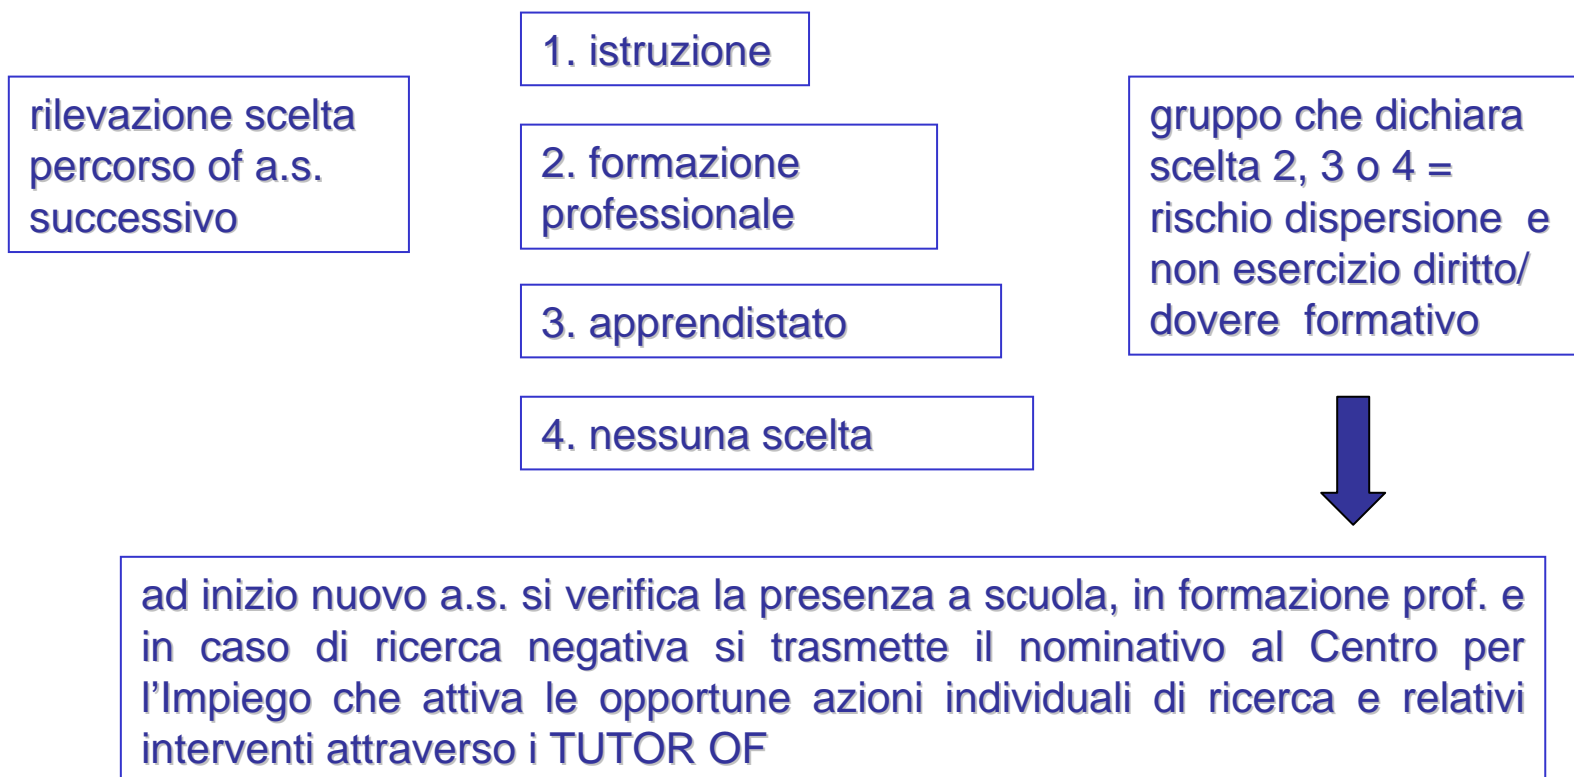 rilevazione scelta
percorso of a.s.
successivo
1. istruzione
2. formazione
professionale
3. apprendistato
4. nessuna scelta
gruppo che dichiara
scelta 2, 3 o 4 =
rischio dispersione e
non esercizio diritto/
dovere formativo
ad inizio nuovo a.s. si verifica la presenza a scuola, in formazione prof. e
in caso di ricerca negativa si trasmette il nominativo al Centro per
l’Impiego che attiva le opportune azioni individuali di ricerca e relativi
interventi attraverso i TUTOR OF